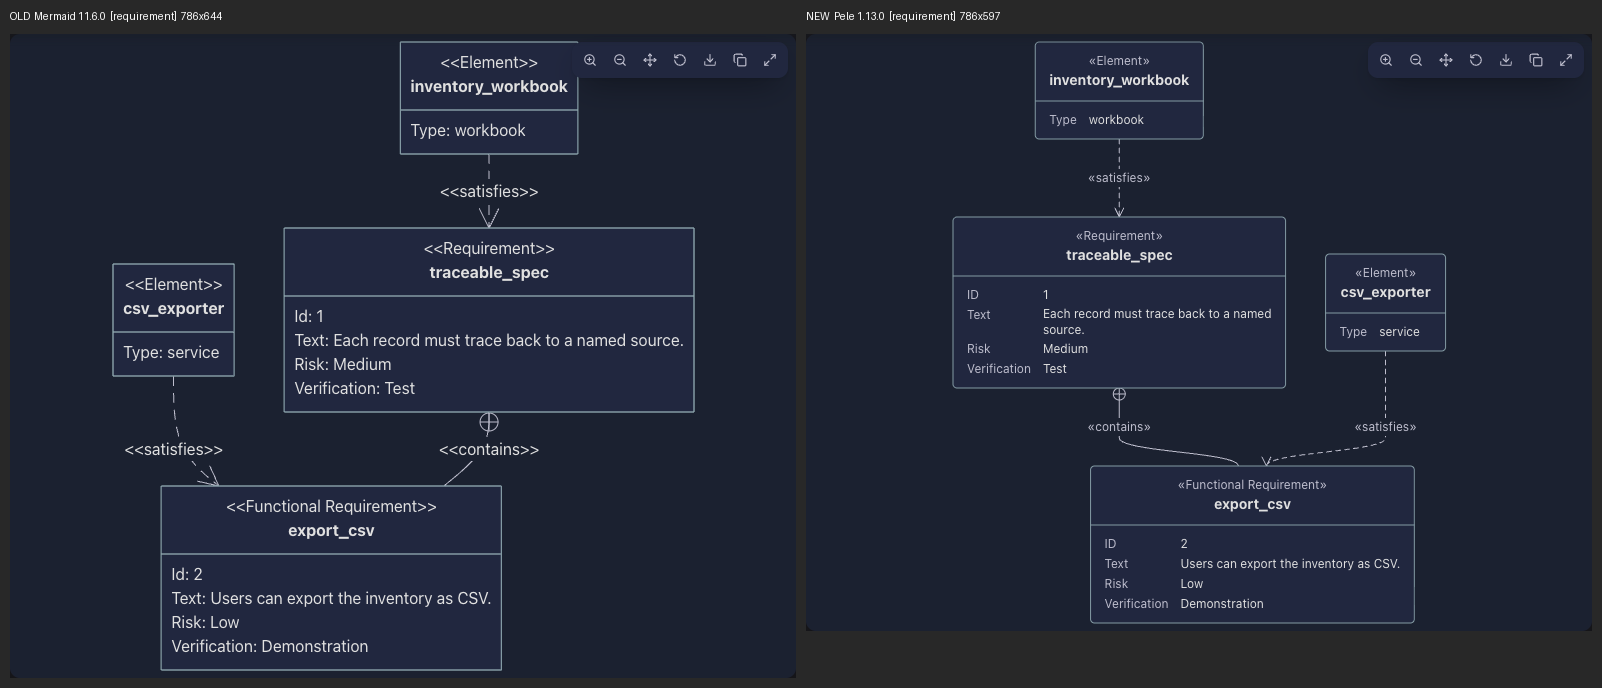 OLD Mermaid 11.6.0 [requirement] 786x644
<<Element>>
inventory_workbook
Type: workbook
<<satisfies>>
<<Requirement>>
traceable_spec
Id: 1
Text: Each record must trace back to a named source.
Risk: Medium
Verification: Test
<<Element>>
csv_exporter
Type: service
<<satisfies>>
<<contains>>
<<Functional Requirement>>
export_csv
Id: 2
Text: Users can export the inventory as CSV.
Risk: Low
Verification: Demonstration
NEW Pele 1.13.0 [requirement] 786x597
«Element»
inventory_workbook
Type workbook
«satisfies»
«Requirement»
traceable_spec
ID 1
Text Each record must trace back to a named
source.
Risk Medium
Verification Test
«Element»
csv_exporter
Type service
«contains»
«satisfies»
«Functional Requirement»
export_csv
ID 2
Text Users can export the inventory as CSV.
Risk Low
Verification Demonstration